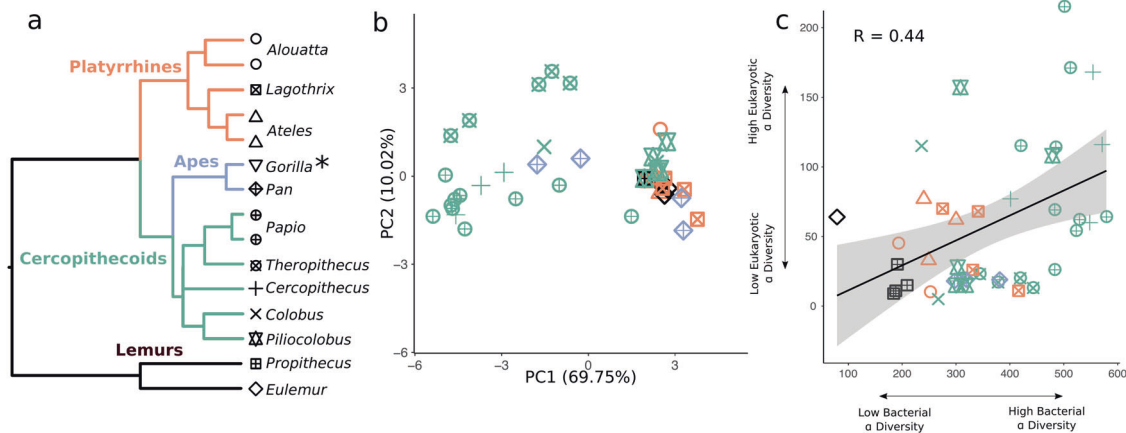 a
Platyrrhines
Apes
Cercopithecoids
Lemurs
Alouatta
Lagothrix
Ateles
Gorilla*
Pan
Papio
Theropithecus
Cercopithecus
Colobus
Piliocolobus
Propithecus
Eulemur
b
PC2 (10.02%)
3
0
−3
−6
−6
−3
0
3
PC1 (69.75%)
c
R = 0.44
High Eukaryotic
α Diversity
Low Eukaryotic
α Diversity
200
150
100
50
0
100
200
300
400
500
600
Low Bacterial
α Diversity
High Bacterial
α Diversity